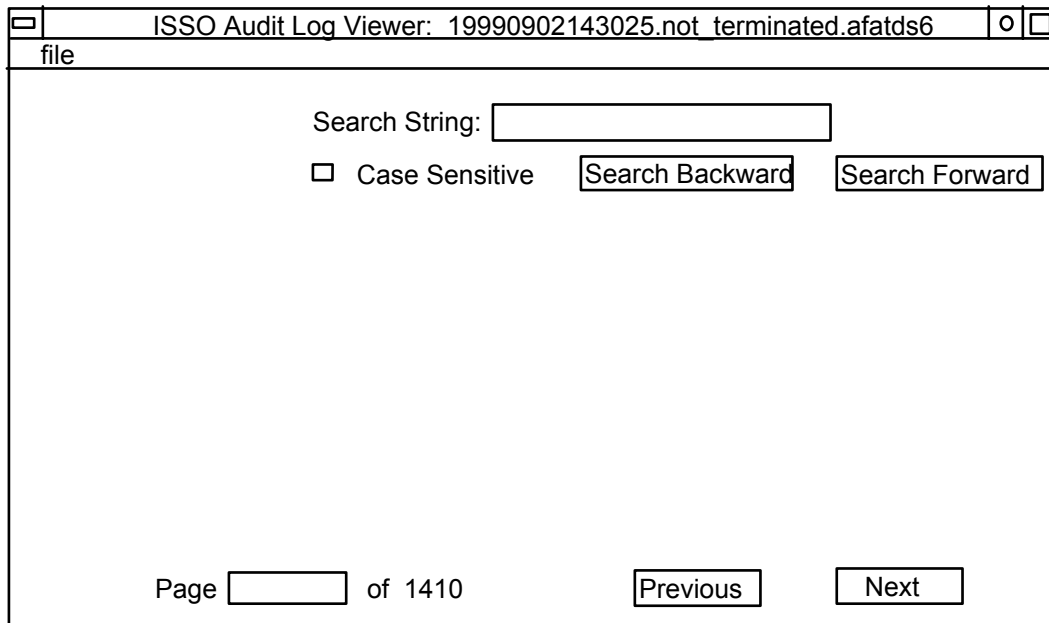 ISSO Audit Log Viewer: 19990902143025.not_terminated.afatds6
file
Search String:
Case Sensitive Search Backward Search Forward
Page of 1410 Previous Next